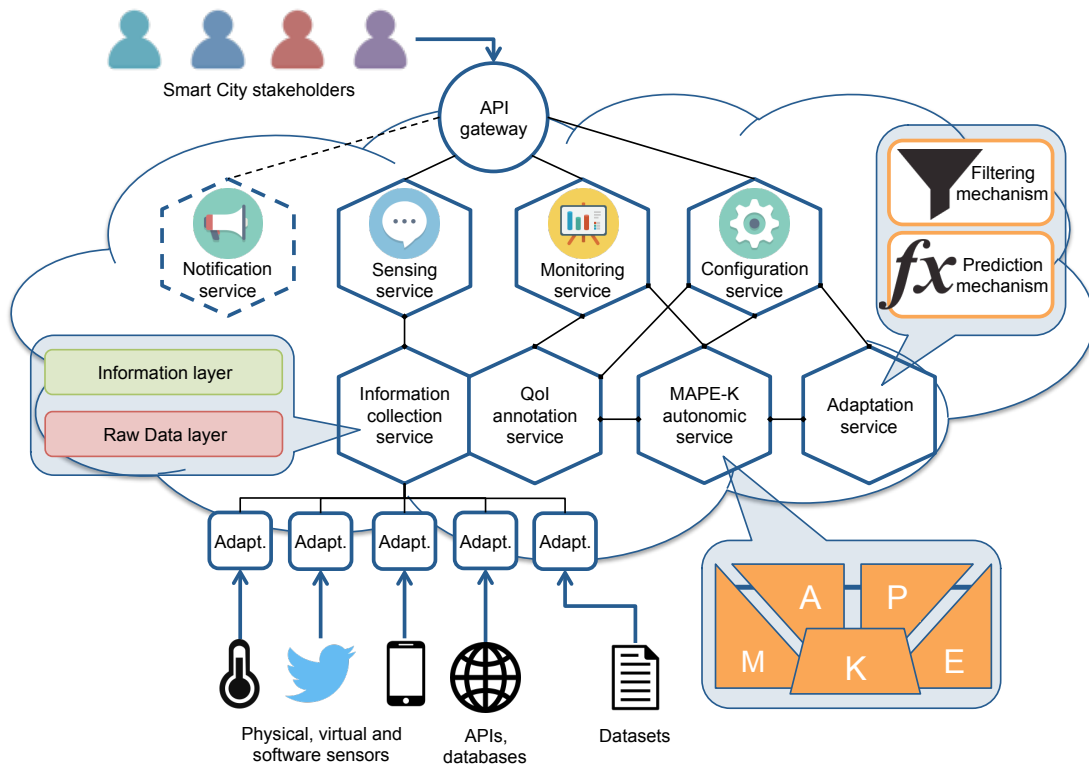 Smart City stakeholders
API
gateway
Filtering
mechanism
fx
Prediction
mechanism
Notification
service
Sensing
service
Monitoring
service
Configuration
service
Information layer
Raw Data layer
Information
collection
service
QoI
annotation
service
MAPE-K
autonomic
service
Adaptation
service
Adapt.
Adapt.
Adapt.
Adapt.
Adapt.
A
P
M
K
E
Physical, virtual and
software sensors
APIs,
databases
Datasets